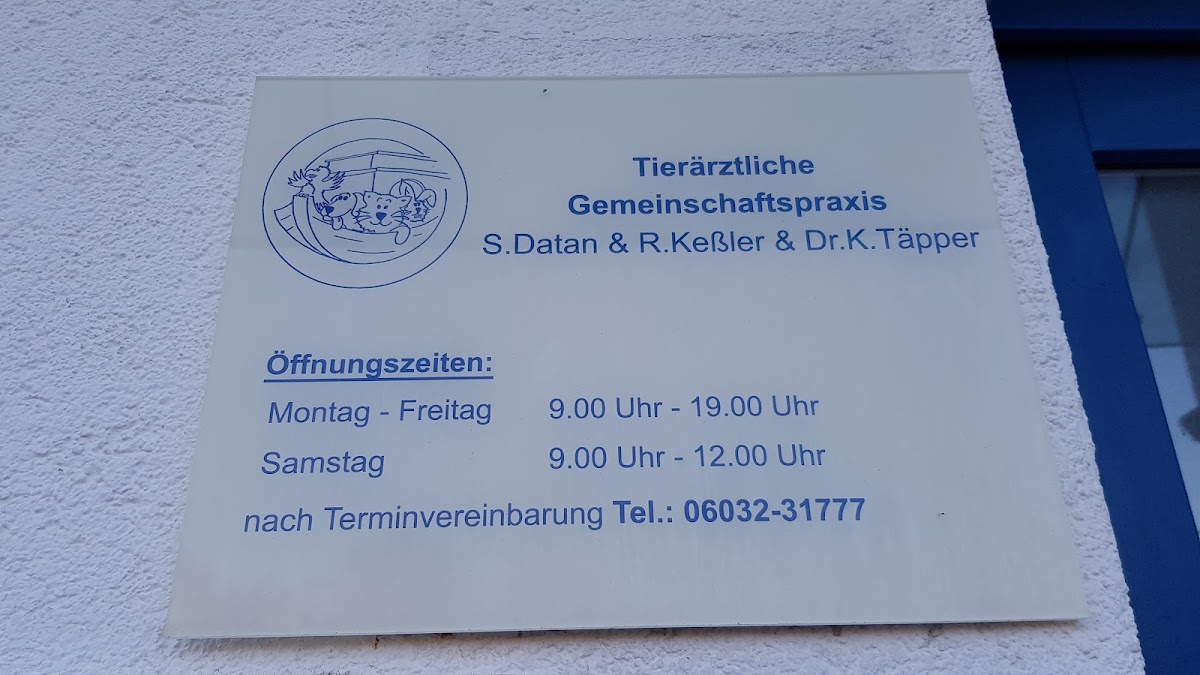 Tierärztliche
Gemeinschaftspraxis
S.Datan & R.Keßler & Dr.K.Täpper
Öffnungszeiten:
Montag - Freitag 9.00 Uhr - 19.00 Uhr
Samstag 9.00 Uhr - 12.00 Uhr
nach Terminvereinbarung Tel.: 06032-31777